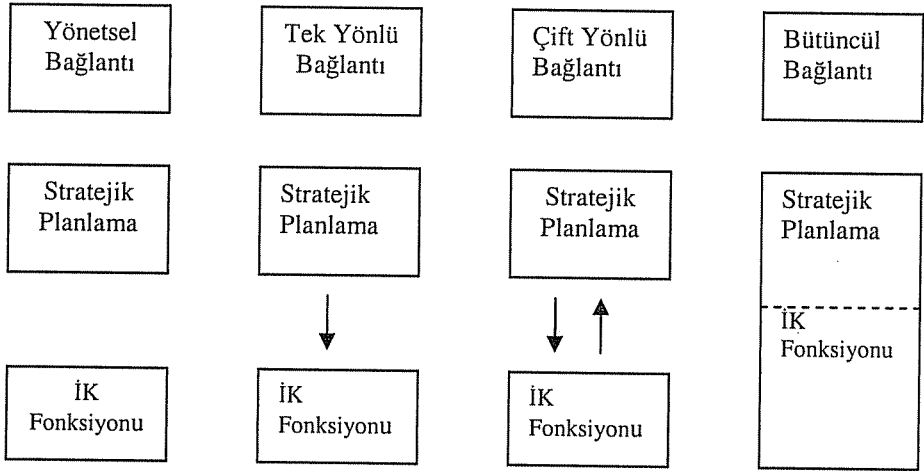 Yönetsel
Bağlantı
Tek Yönlü
Bağlantı
Çift Yönlü
Bağlantı
Bütüncül
Bağlantı
Stratejik
Planlama
Stratejik
Planlama
Stratejik
Planlama
Stratejik
Planlama
İK
Fonksiyonu
İK
Fonksiyonu
İK
Fonksiyonu
İK
Fonksiyonu